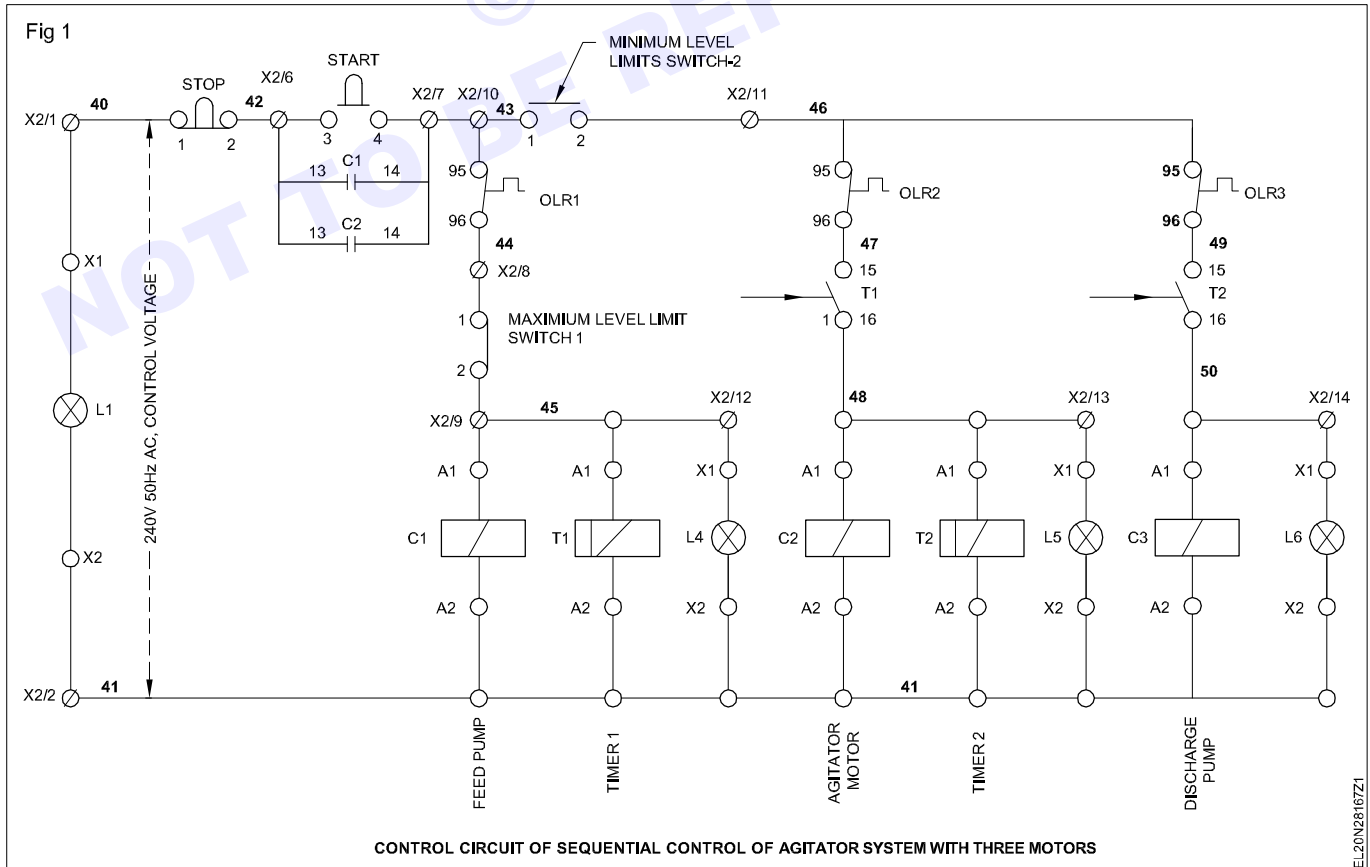 ©
NOT TO BE REP
Fig 1
MINIMUM LEVEL
LIMITS SWITCH-2
START
STOP
X2/6
X2/7
X2/10
X2/11
X2/1
40
42
43
46
1
2
3
4
1
2
13
C1
14
C2
13
14
95
OLR1
96
44
X2/8
95
OLR2
96
47
15
T1
1
16
95
OLR3
96
49
15
T2
16
X1
1
MAXIMIUM LEVEL LIMIT
SWITCH 1
2
50
240V 50Hz AC, CONTROL VOLTAGE
L1
X2/9
45
X2/12
48
X2/13
X2/14
A1
A1
X1
A1
A1
X1
A1
X1
C1
T1
L4
C2
T2
L5
C3
L6
X2
A2
A2
X2
A2
A2
X2
A2
X2
X2/2
41
41
FEED PUMP
TIMER 1
AGITATOR
MOTOR
TIMER 2
DISCHARGE
PUMP
CONTROL CIRCUIT OF SEQUENTIAL CONTROL OF AGITATOR SYSTEM WITH THREE MOTORS
EL20N28167Z1